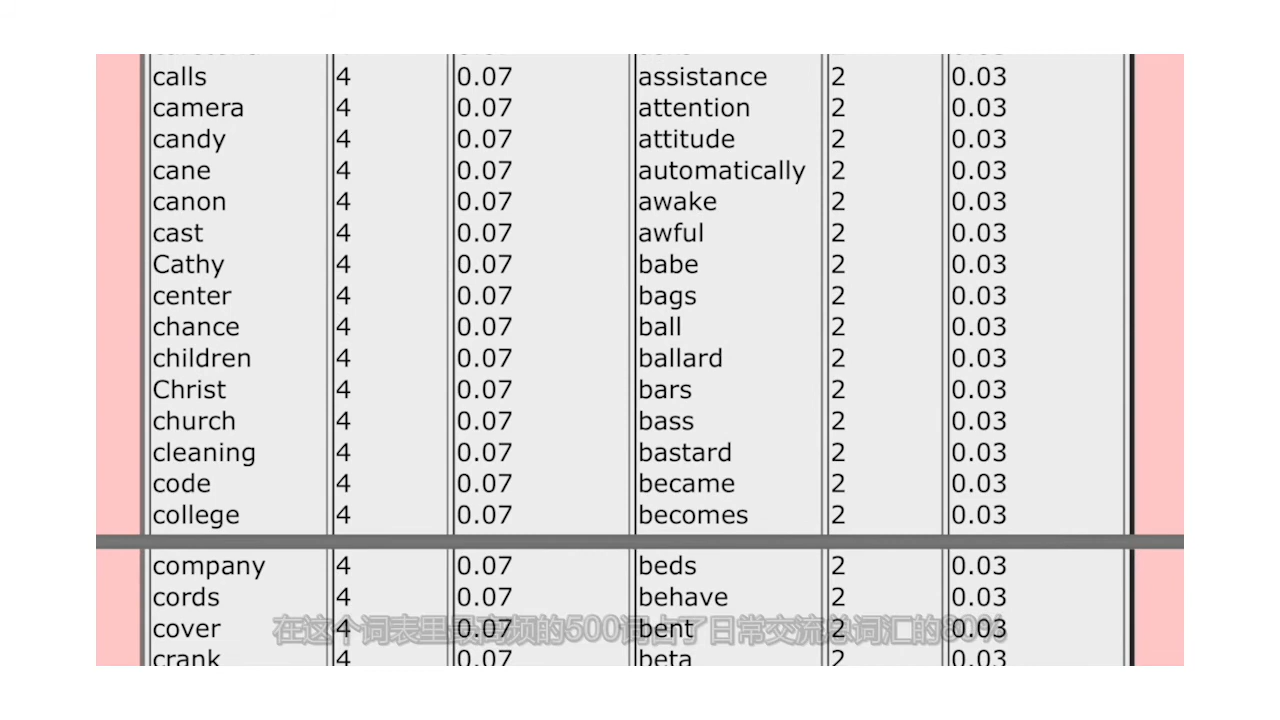 calls 4 0.07 assistance 2 0.03
camera 4 0.07 attention 2 0.03
candy 4 0.07 attitude 2 0.03
cane 4 0.07 automatically 2 0.03
canon 4 0.07 awake 2 0.03
cast 4 0.07 awful 2 0.03
Cathy 4 0.07 babe 2 0.03
center 4 0.07 bags 2 0.03
chance 4 0.07 ball 2 0.03
children 4 0.07 ballard 2 0.03
Christ 4 0.07 bars 2 0.03
church 4 0.07 bass 2 0.03
cleaning 4 0.07 bastard 2 0.03
code 4 0.07 became 2 0.03
college 4 0.07 becomes 2 0.03
company 4 0.07 beds 2 0.03
cords 4 0.07 behave 2 0.03
cover 4 0.07 bent 2 0.03
在这个词表里最高频的500词占了日常交流总词汇的80%
crank 4 0.07 beta 2 0.03